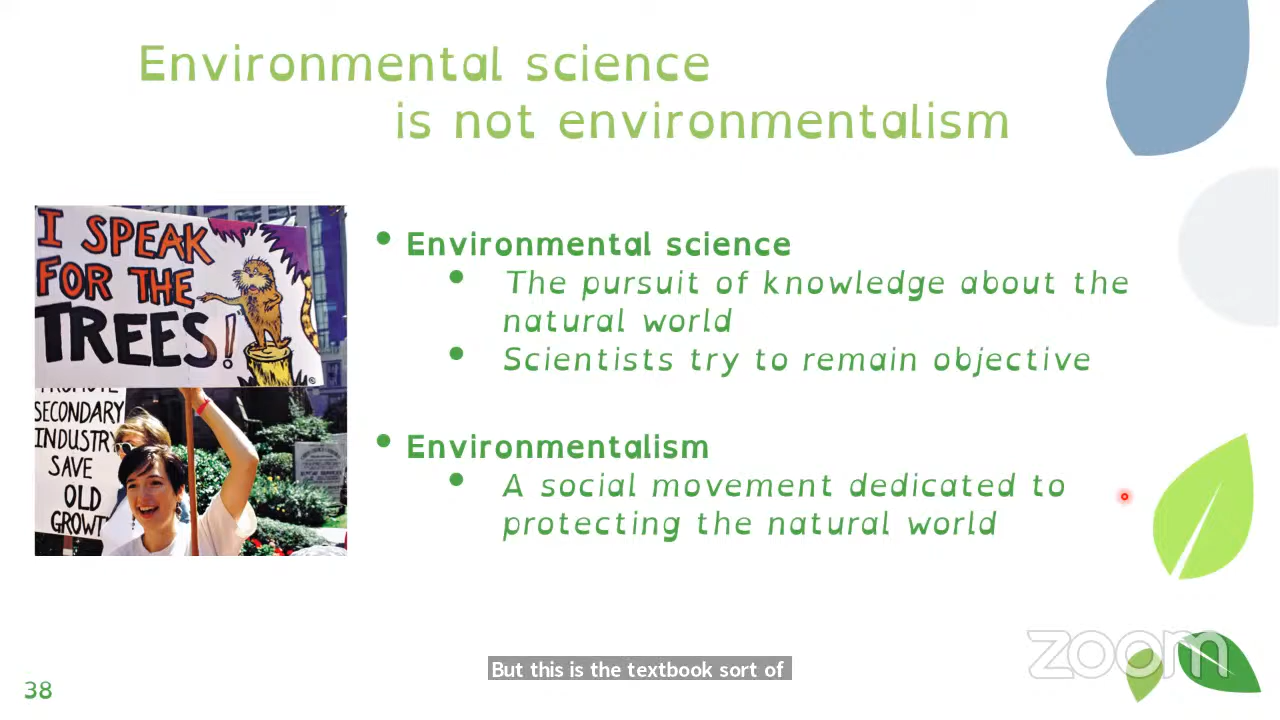 Environmental science
is not environmentalism
I SPEAK
FOR THE
TREES!
PROMOTE
SECONDARY
INDUSTRY
SAVE
OLD
GROWT
• Environmental science
• The pursuit of knowledge about the
natural world
• Scientists try to remain objective
• Environmentalism
• A social movement dedicated to
protecting the natural world
But this is the textbook sort of
zoom
38